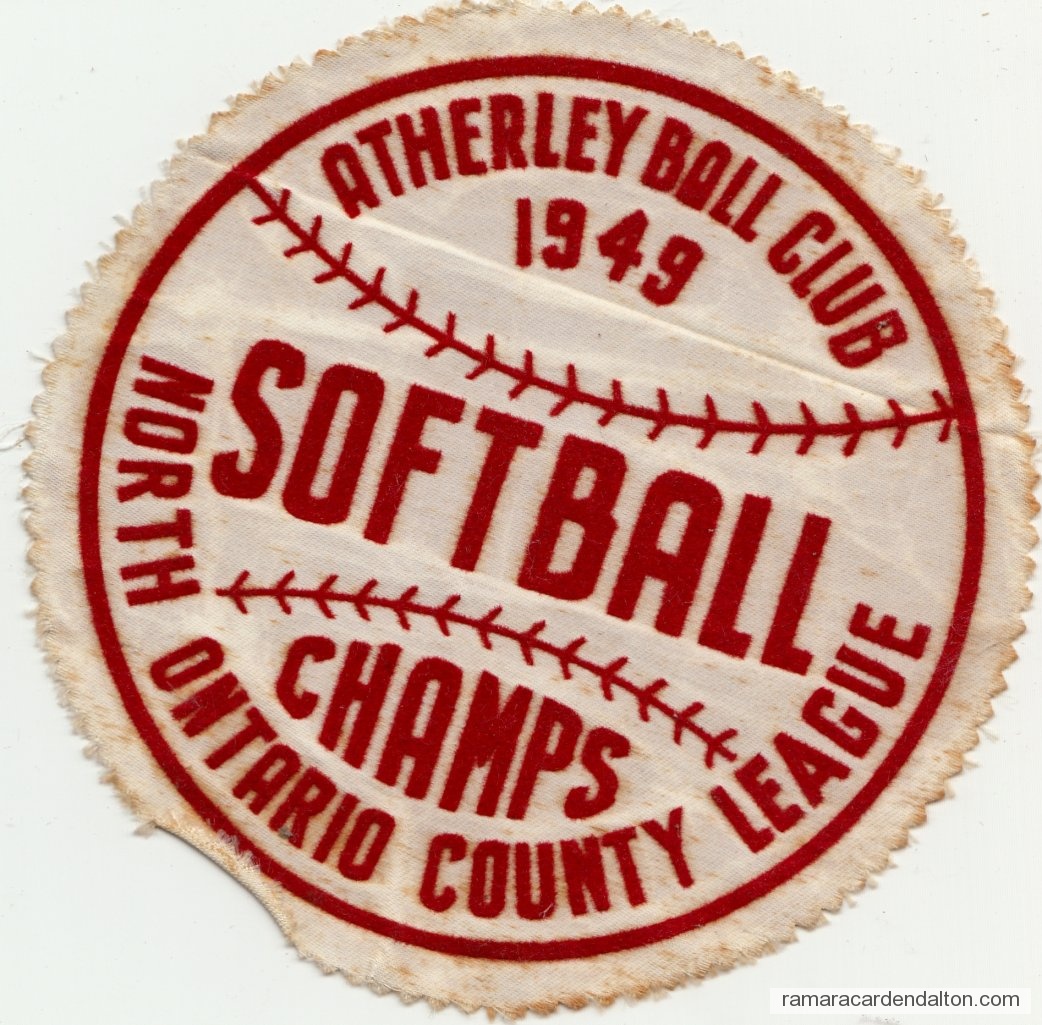 ATHERLEY BALL CLUB
1949
SOFTBALL
CHAMPS
NORTH ONTARIO COUNTY LEAGUE
ramaracardendalton.com